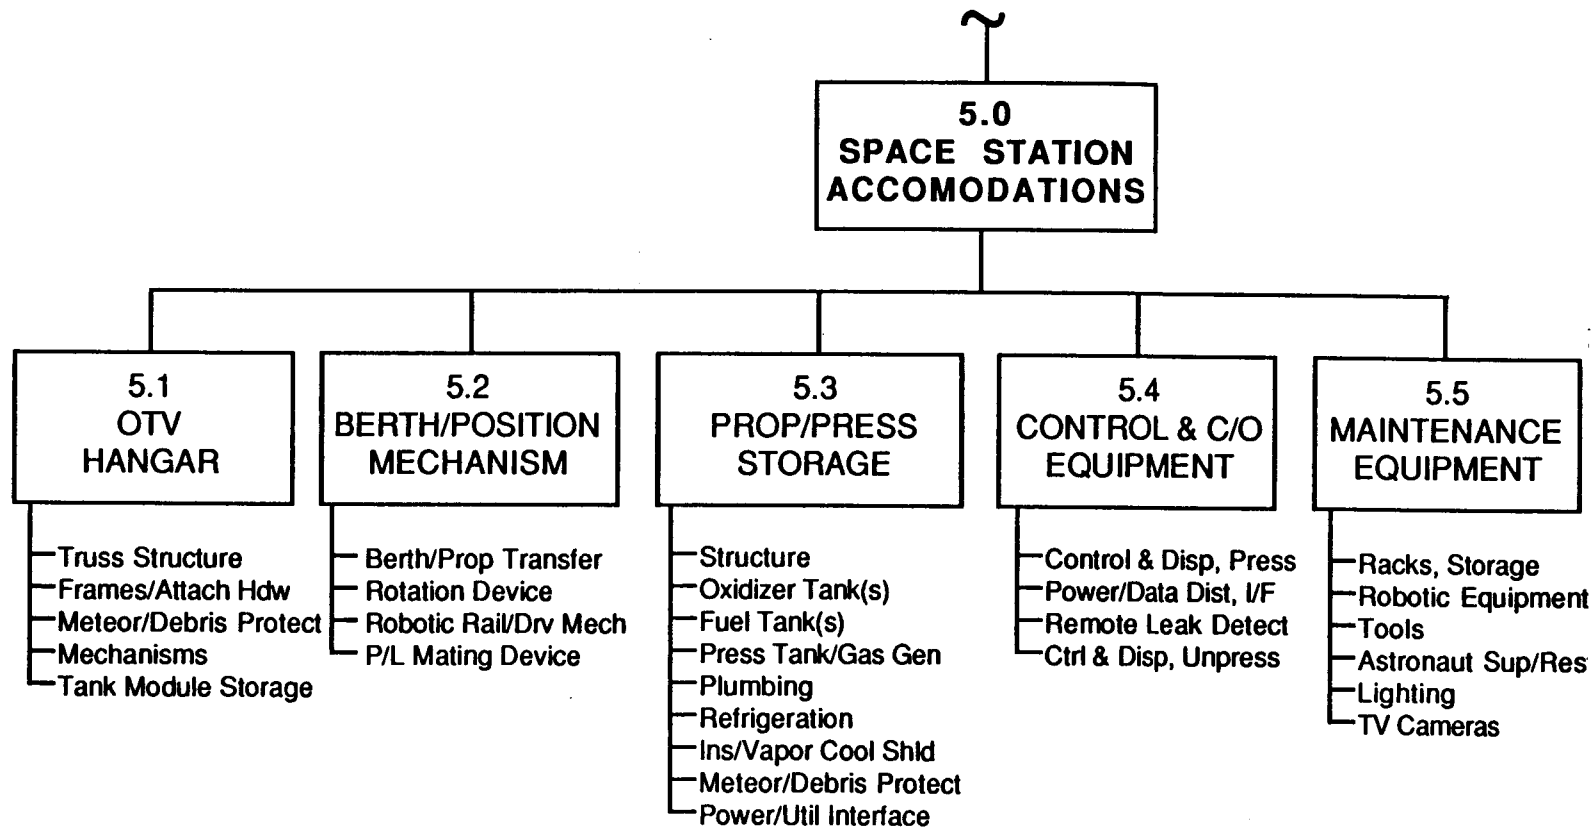 5.0
SPACE STATION
ACCOMODATIONS
5.1
OTV
HANGAR
Truss Structure
Frames/Attach Hdw
Meteor/Debris Protect
Mechanisms
Tank Module Storage
5.2
BERTH/POSITION
MECHANISM
Berth/Prop Transfer
Rotation Device
Robotic Rail/Drv Mech
P/L Mating Device
5.3
PROP/PRESS
STORAGE
Structure
Oxidizer Tank(s)
Fuel Tank(s)
Press Tank/Gas Gen
Plumbing
Refrigeration
Ins/Vapor Cool Shld
Meteor/Debris Protect
Power/Util Interface
5.4
CONTROL & C/O
EQUIPMENT
Control & Disp, Press
Power/Data Dist, I/F
Remote Leak Detect
Ctrl & Disp, Unpress
5.5
MAINTENANCE
EQUIPMENT
Racks, Storage
Robotic Equipment
Tools
Astronaut Sup/Res
Lighting
TV Cameras